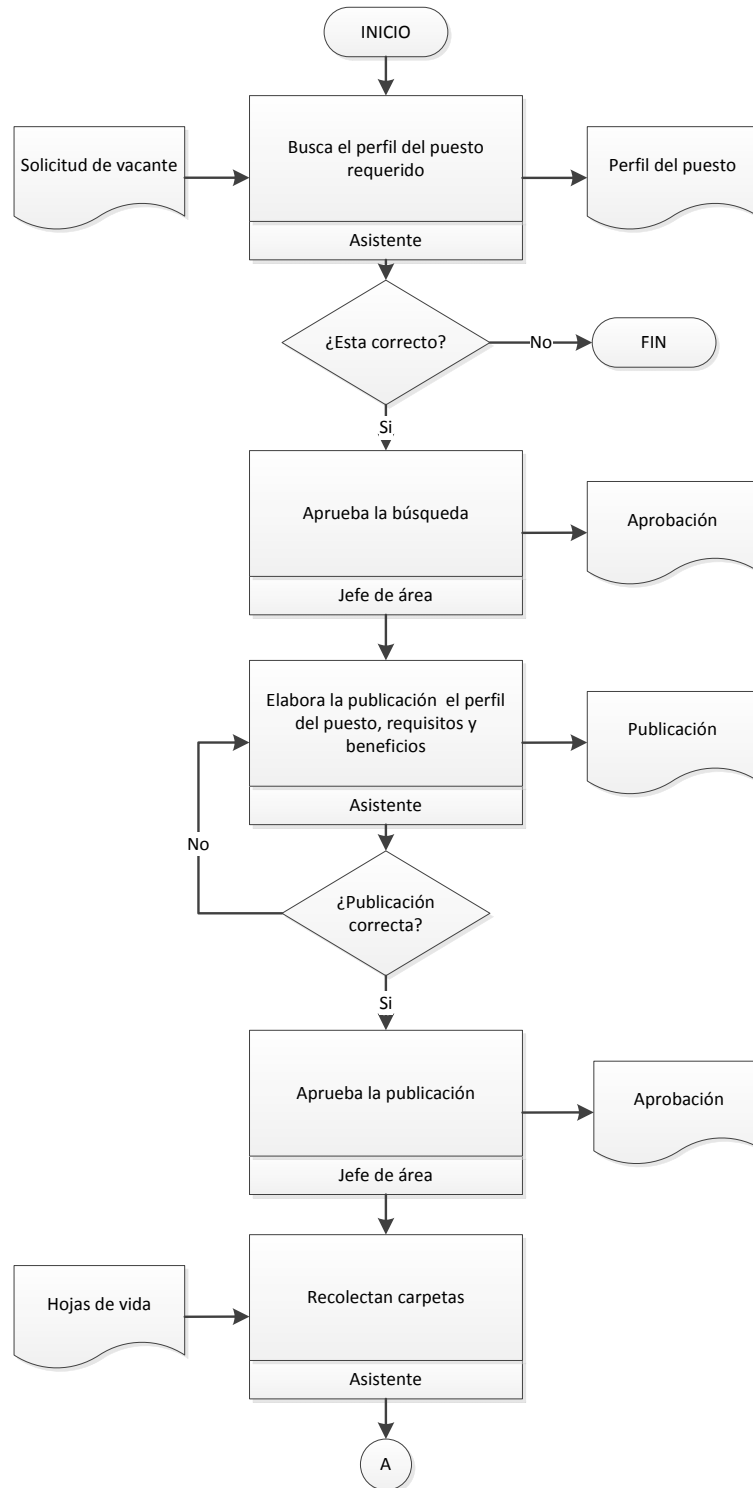 INICIO
Solicitud de vacante
Busca el perfil del puesto
requerido
Perfil del puesto
Asistente
¿Esta correcto?
No
FIN
Si
Aprueba la búsqueda
Aprobación
Jefe de área
Elabora la publicación el perfil
del puesto, requisitos y
beneficios
Publicación
Asistente
No
¿Publicación
correcta?
Si
Aprueba la publicación
Aprobación
Jefe de área
Hojas de vida
Recolectan carpetas
Asistente
A